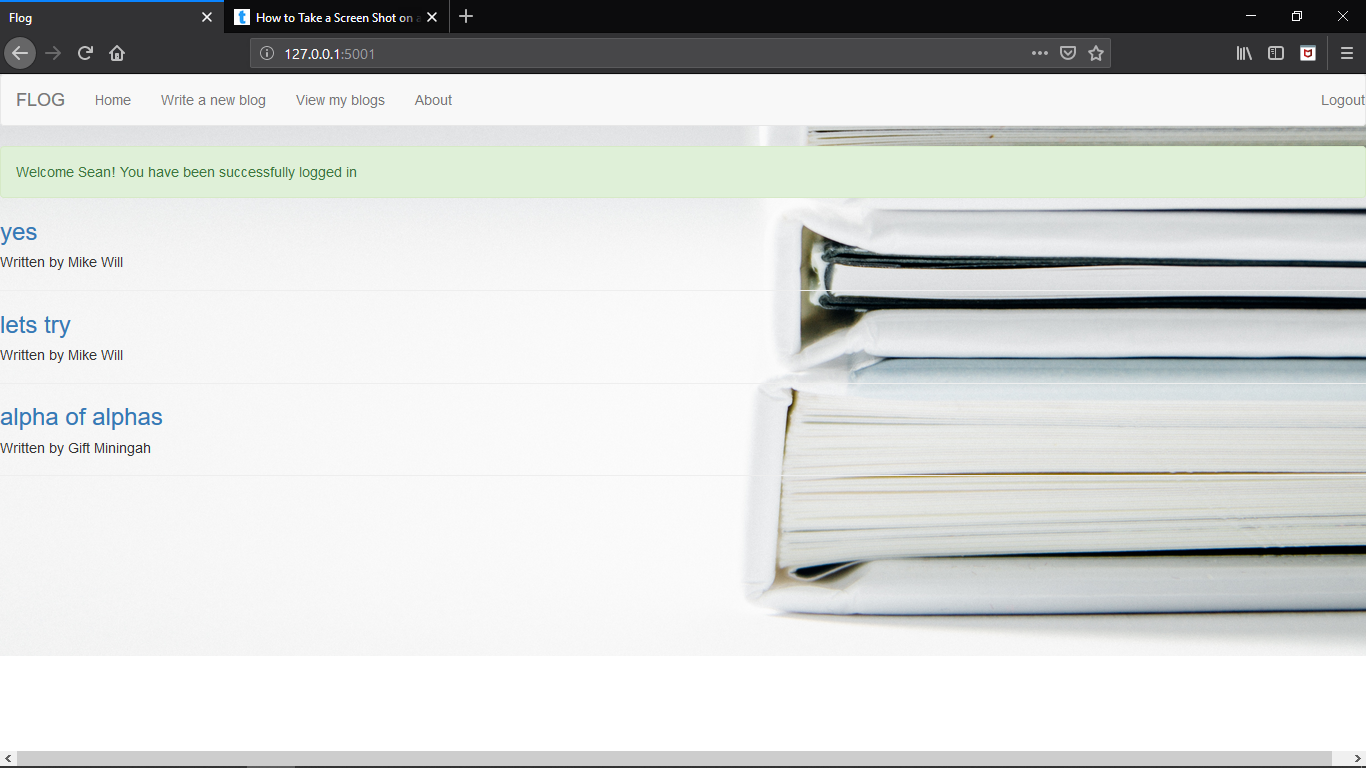 Flog
How to Take a Screen Shot on a
127.0.0.1:5001
FLOG Home Write a new blog View my blogs About Logout
Welcome Sean! You have been successfully logged in
yes
Written by Mike Will
lets try
Written by Mike Will
alpha of alphas
Written by Gift Miningah